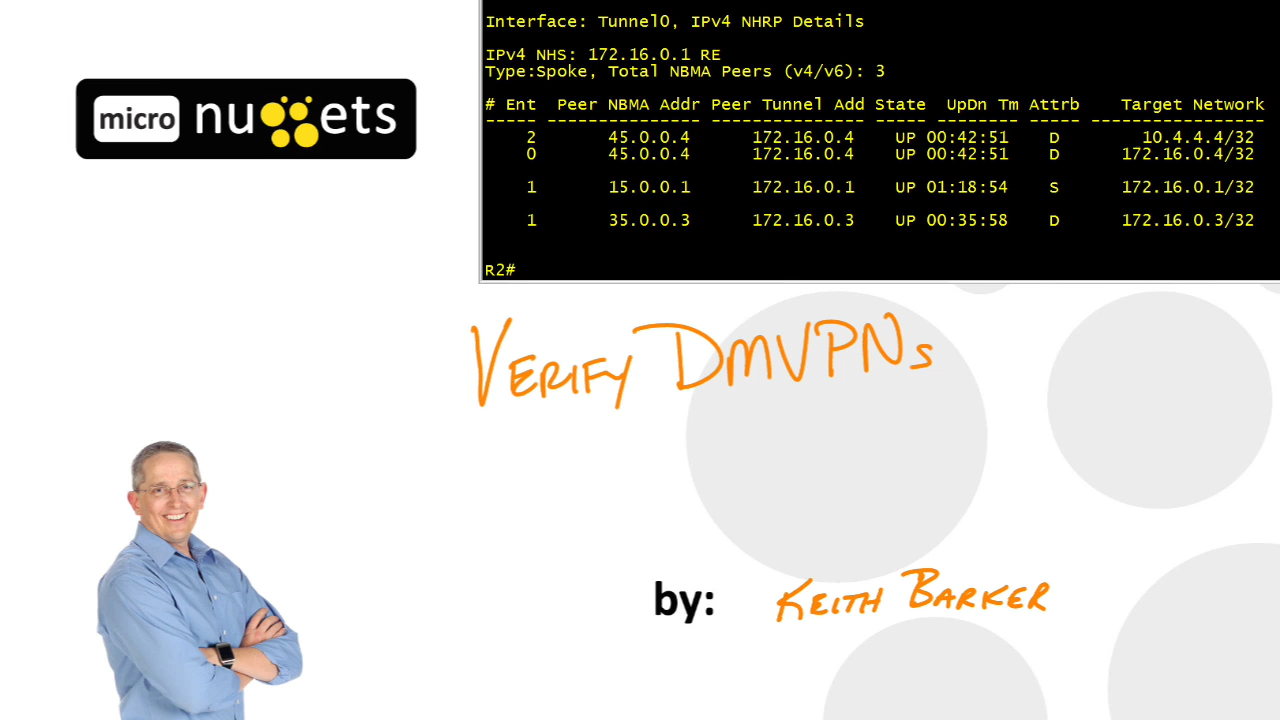 micro nuggets
Interface: Tunnel0, IPv4 NHRP Details
IPv4 NHS: 172.16.0.1 RE
Type:Spoke, Total NBMA Peers (v4/v6): 3
# Ent Peer NBMA Addr Peer Tunnel Add State UpDn Tm Attrb Target Network
----- --------------- --------------- ----- -------- ----- -----------------
2 45.0.0.4 172.16.0.4 UP 00:42:51 D 10.4.4.4/32
0 45.0.0.4 172.16.0.4 UP 00:42:51 D 172.16.0.4/32
1 15.0.0.1 172.16.0.1 UP 01:18:54 S 172.16.0.1/32
1 35.0.0.3 172.16.0.3 UP 00:35:58 D 172.16.0.3/32
R2#
VERIFY DMVPNs
by: KEITH BARKER